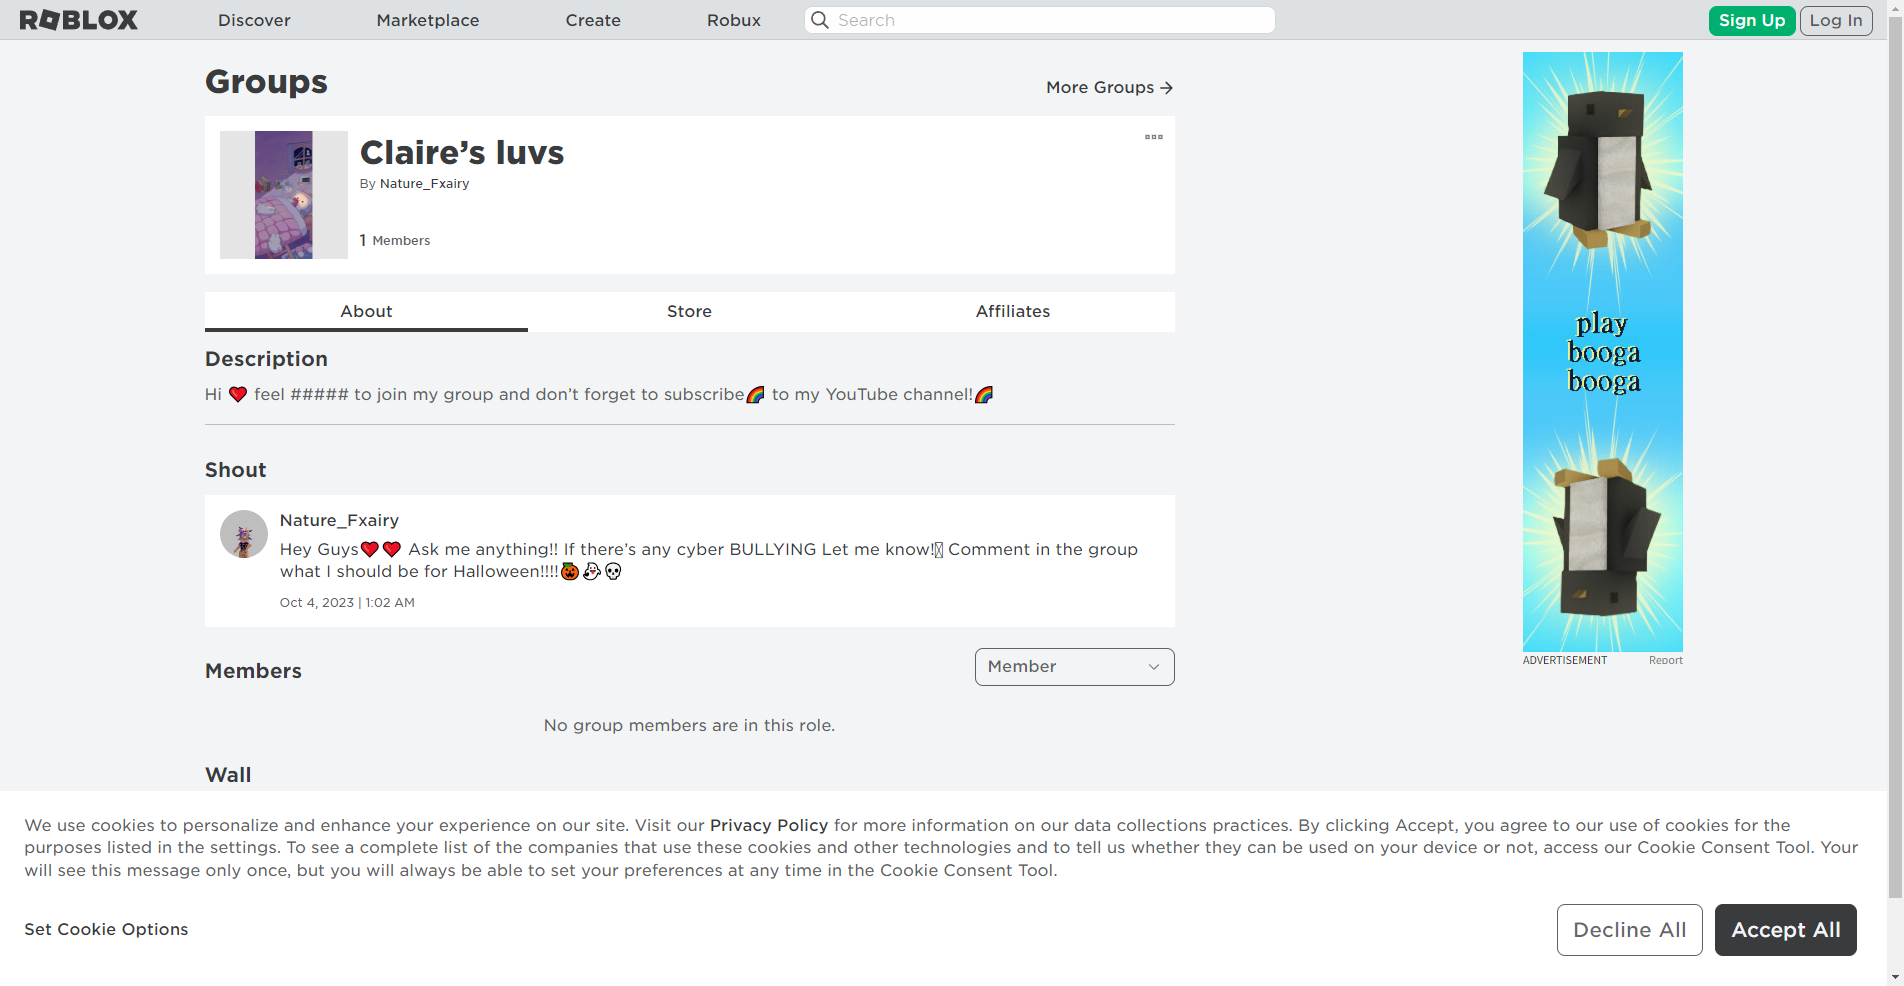 ROBLOX Discover Marketplace Create Robux Search Sign Up Log In
Groups
More Groups
Claire’s luvs
By Nature_Fxairy
1 Members
About Store Affiliates
Description
Hi ❤️ feel ##### to join my group and don’t forget to subscribe🌈 to my YouTube channel!🌈
Shout
Nature_Fxairy
Hey Guys❤️❤️ Ask me anything!! If there’s any cyber BULLYING Let me know! Comment in the group
what I should be for Halloween!!!!🎃👻💀
Oct 4, 2023 | 1:02 AM
Members
Member
No group members are in this role.
Wall
play
booga
booga
ADVERTISEMENT Report
We use cookies to personalize and enhance your experience on our site. Visit our Privacy Policy for more information on our data collections practices. By clicking Accept, you agree to our use of cookies for the
purposes listed in the settings. To see a complete list of the companies that use these cookies and other technologies and to tell us whether they can be used on your device or not, access our Cookie Consent Tool. Your
will see this message only once, but you will always be able to set your preferences at any time in the Cookie Consent Tool.
Set Cookie Options
Decline All
Accept All